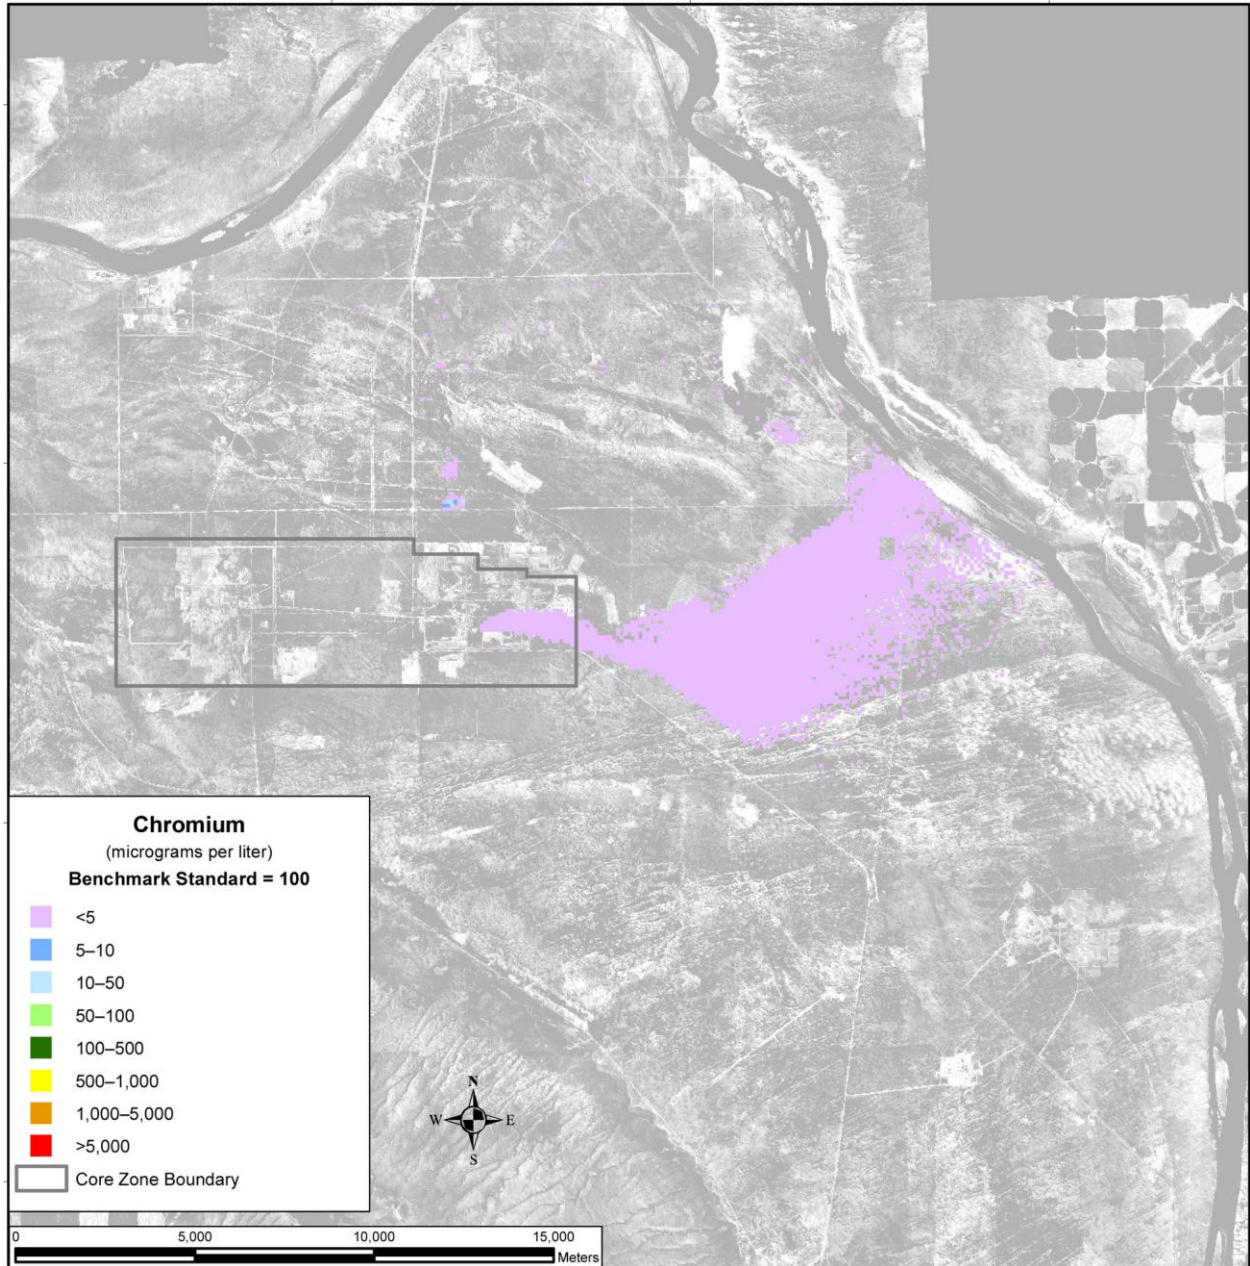 Chromium
(micrograms per liter)
Benchmark Standard = 100
<5
5–10
10–50
50–100
100–500
500–1,000
1,000–5,000
>5,000
Core Zone Boundary
N
W E
S
0 5,000 10,000 15,000
Meters